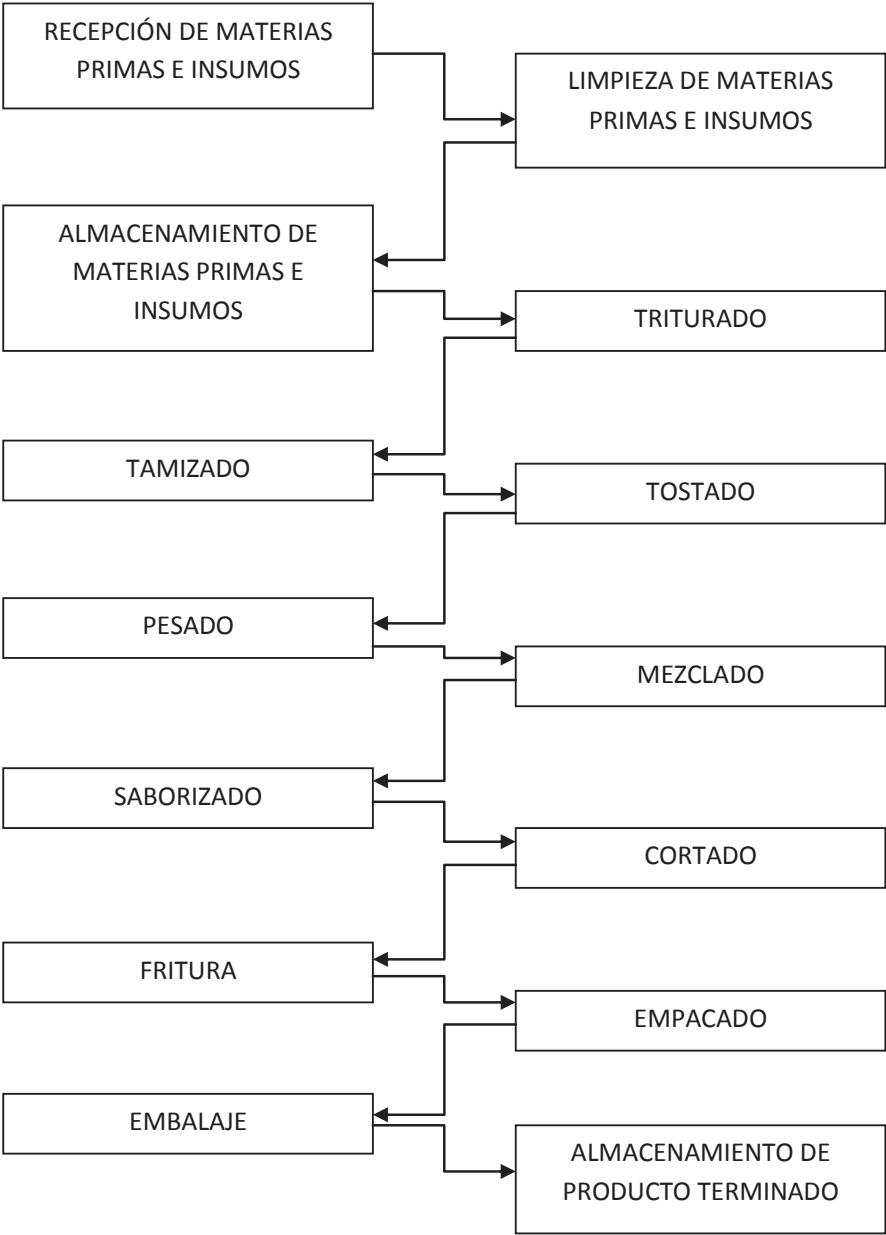 RECEPCIÓN DE MATERIAS
PRIMAS E INSUMOS
LIMPIEZA DE MATERIAS
PRIMAS E INSUMOS
ALMACENAMIENTO DE
MATERIAS PRIMAS E
INSUMOS
TRITURADO
TAMIZADO
TOSTADO
PESADO
MEZCLADO
SABORIZADO
CORTADO
FRITURA
EMPACADO
EMBALAJE
ALMACENAMIENTO DE
PRODUCTO TERMINADO